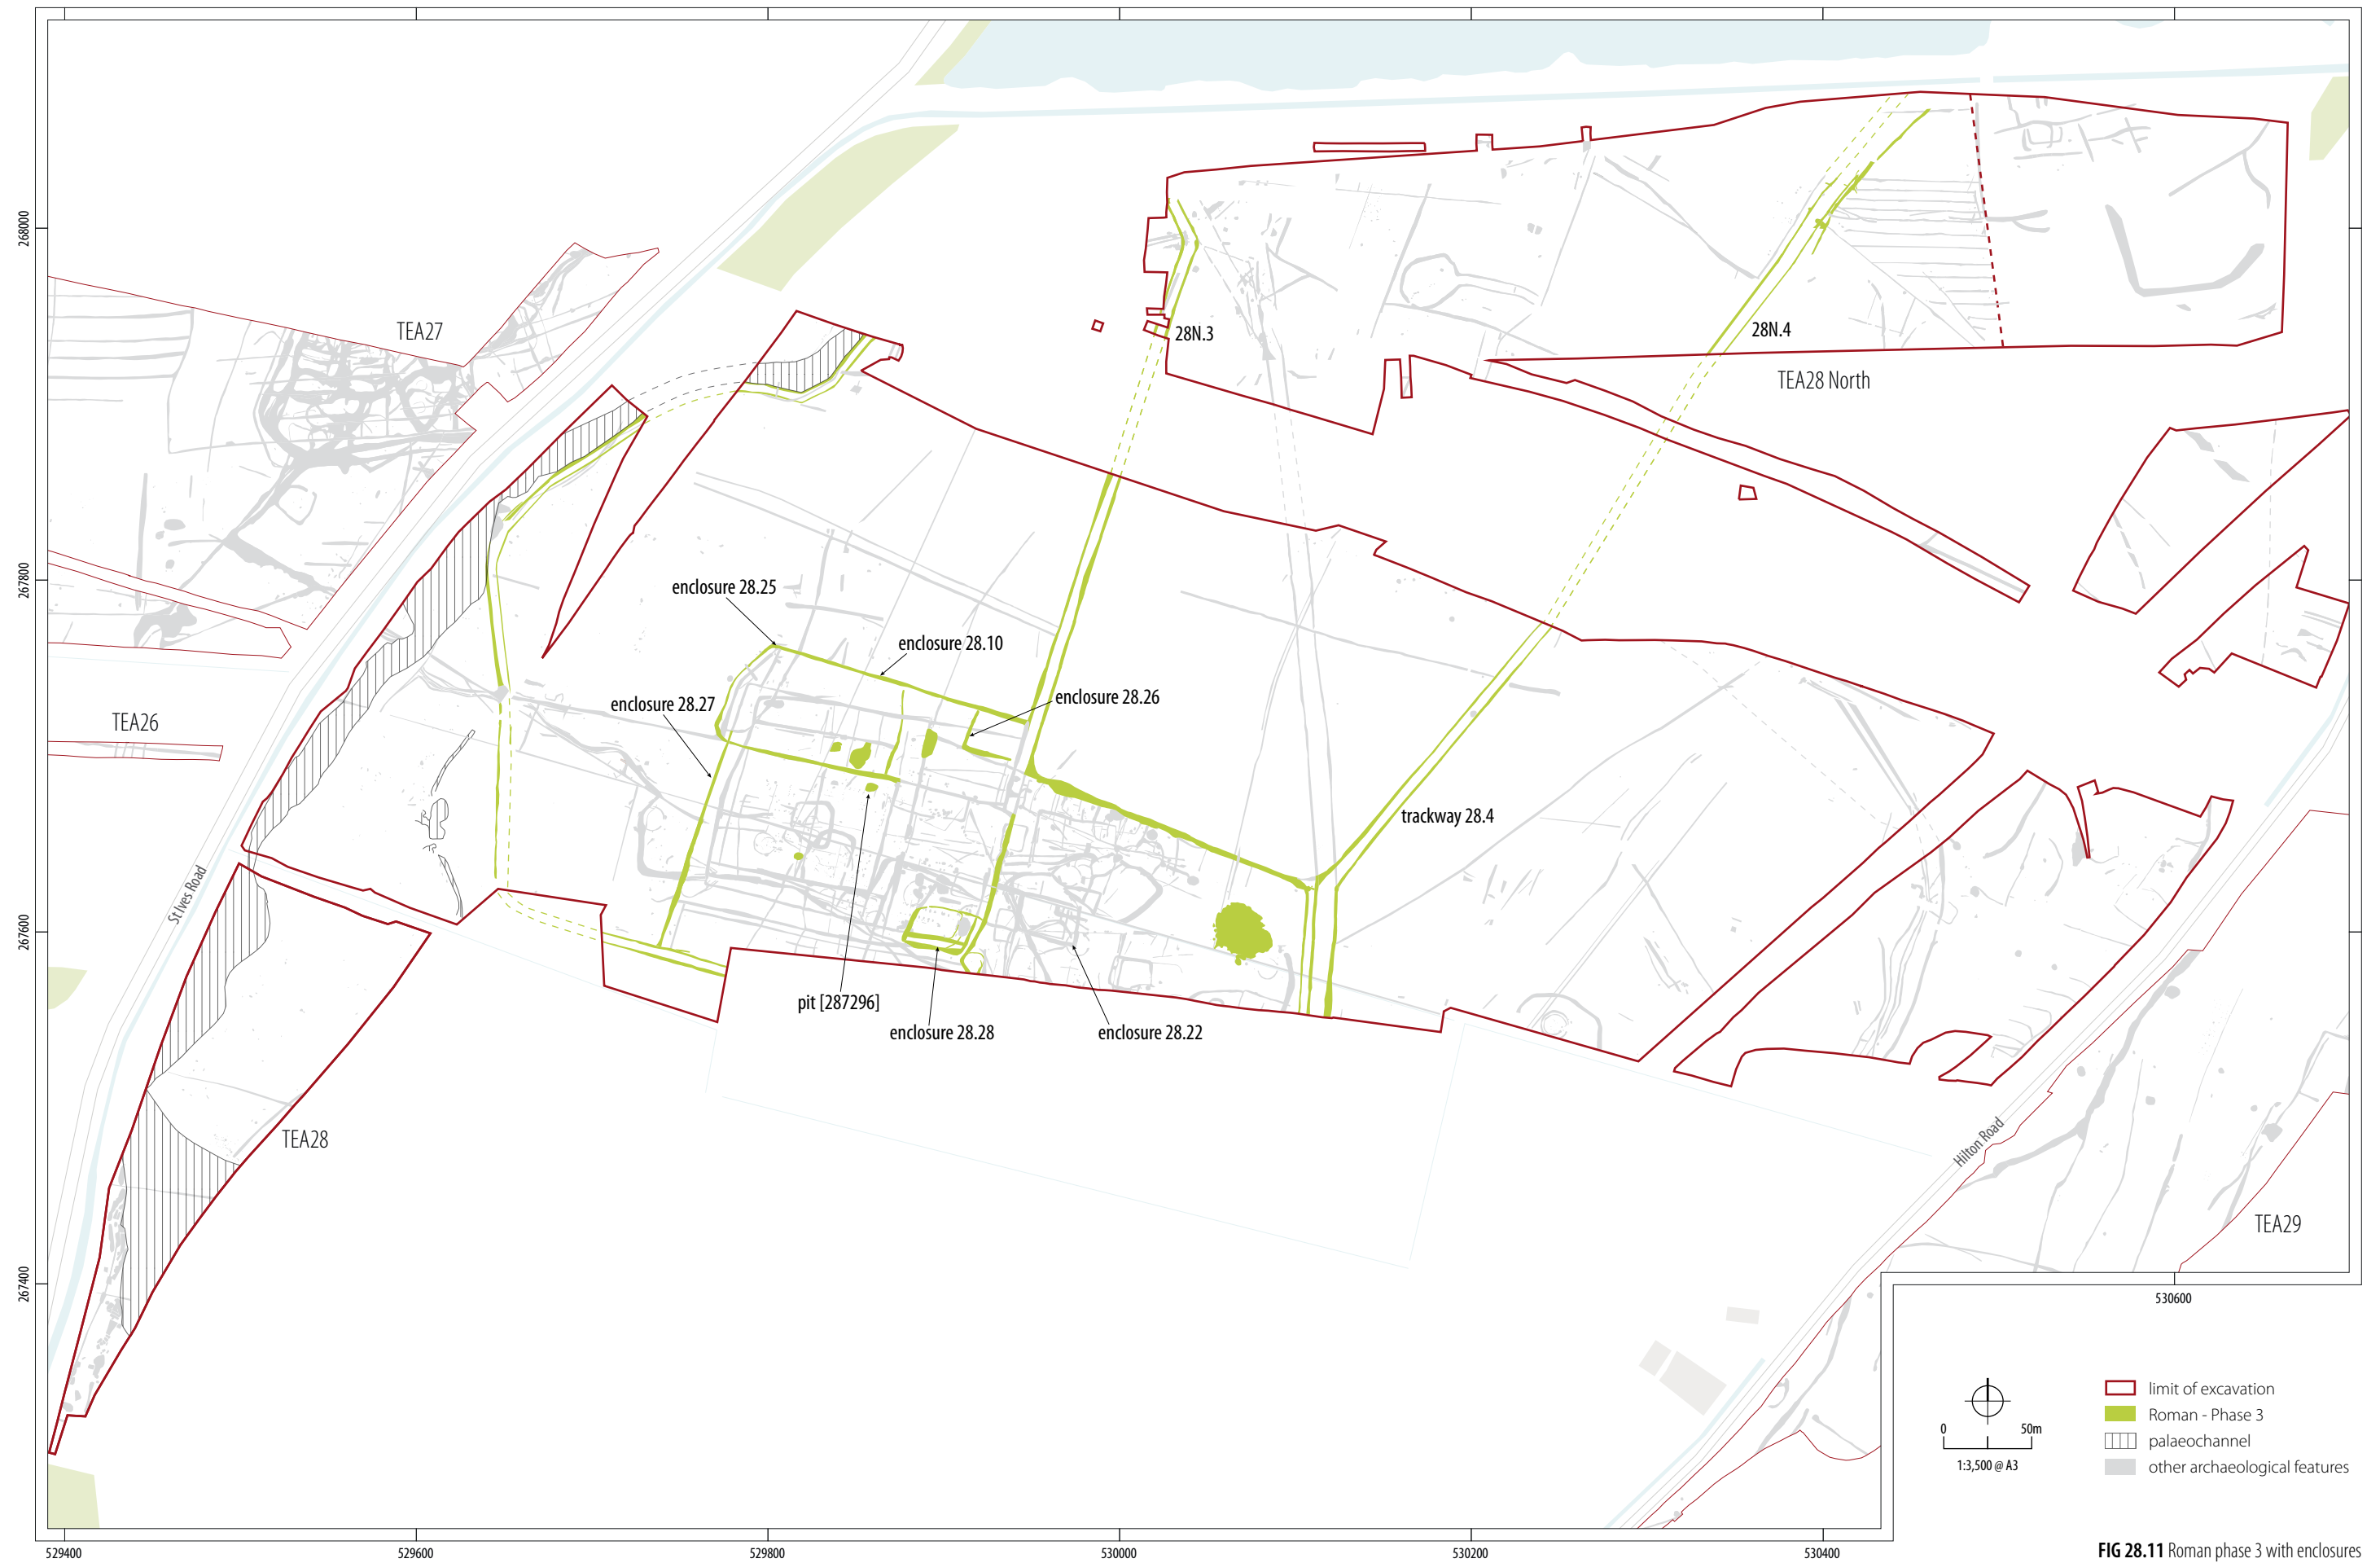 268000
267800
267600
267400
TEA27
28N.3
28N.4
TEA28 North
enclosure 28.25
enclosure 28.10
enclosure 28.26
enclosure 28.27
TEA26
trackway 28.4
St Ives Road
pit [287296]
enclosure 28.28
enclosure 28.22
TEA28
Hilton Road
TEA29
530600
0 50m
1:3,500 @ A3
limit of excavation
Roman - Phase 3
palaeochannel
other archaeological features
529400 529600 529800 530000 530200 530400
FIG 28.11 Roman phase 3 with enclosures